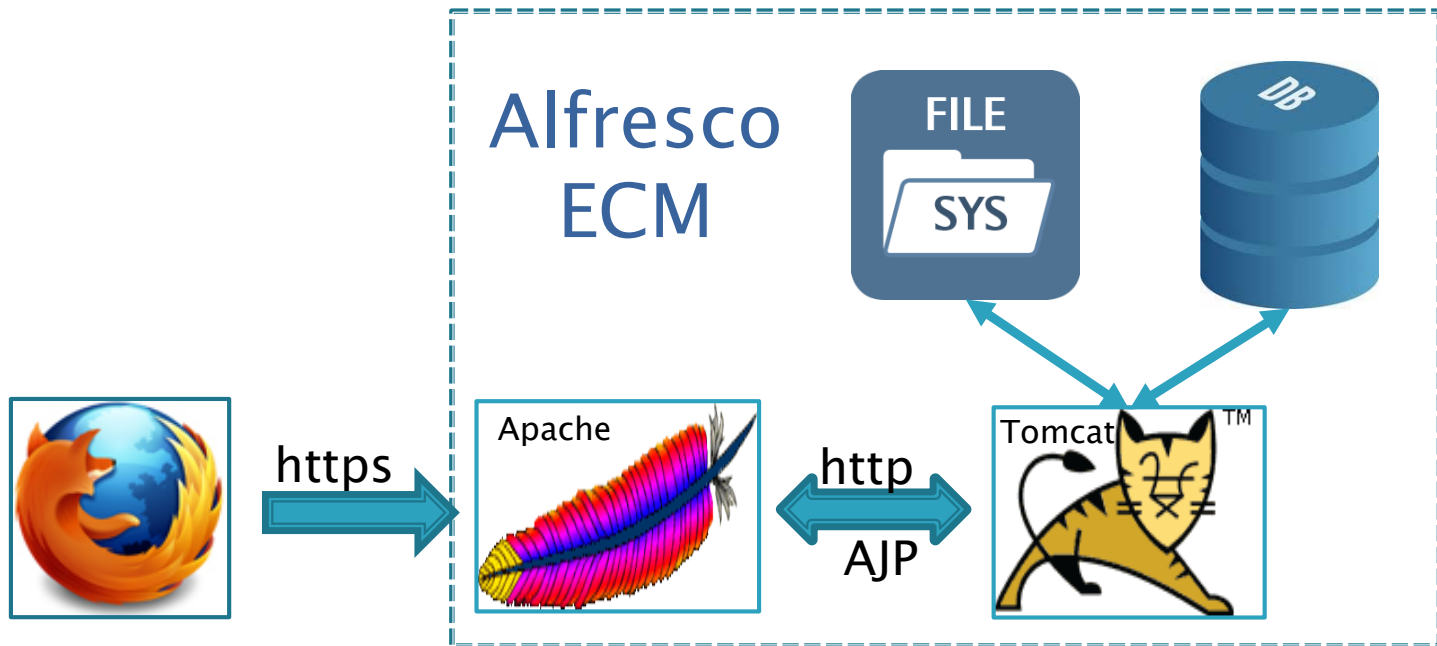 Alfresco
ECM
FILE
SYS
DB
https
Apache
http
AJP
Tomcat
TM